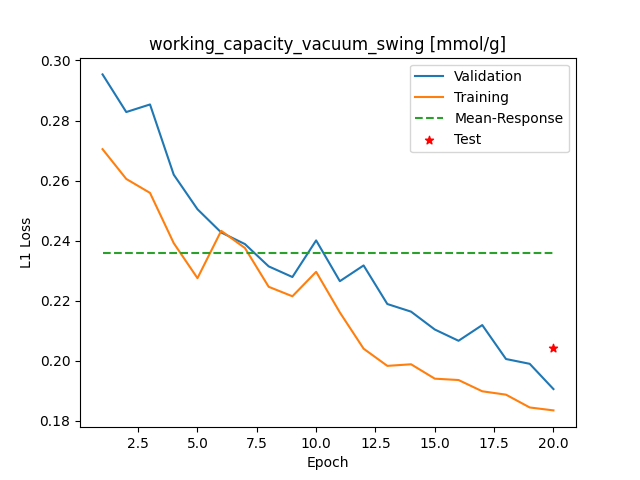 working_capacity_vacuum_swing [mmol/g]
L1 Loss
0.30
0.28
0.26
0.24
0.22
0.20
0.18
Validation
Training
Mean-Response
Test
2.5 5.0 7.5 10.0 12.5 15.0 17.5 20.0
Epoch